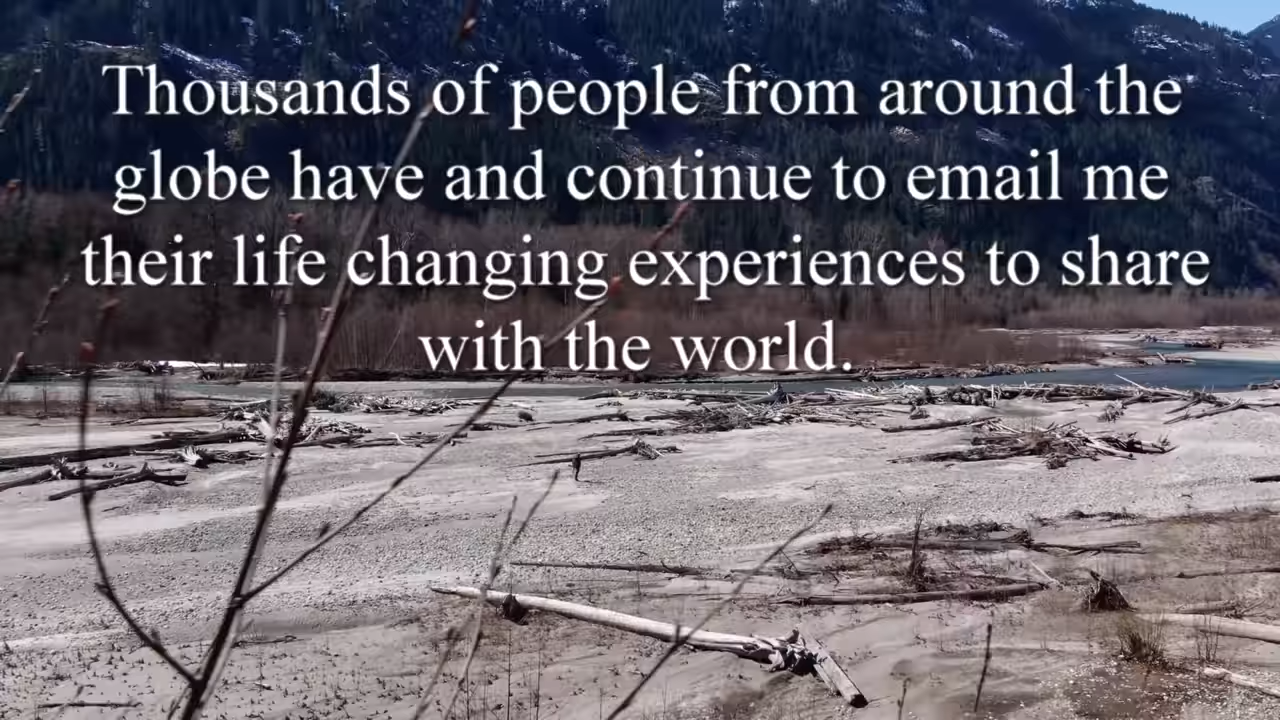 Thousands of people from around the
globe have and continue to email me
their life changing experiences to share
with the world.